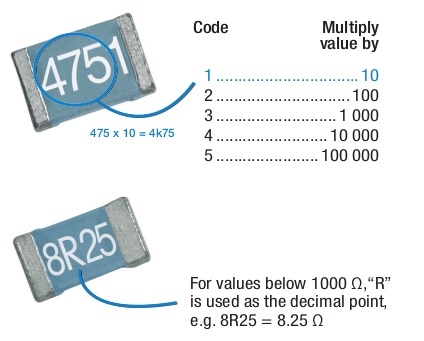 4751
475 x 10 = 4k75
Code Multiply
value by
1 .................................. 10
2 ................................ 100
3 ............................. 1 000
4 ........................... 10 000
5 ......................... 100 000
8R25
For values below 1000 Ω,“R”
is used as the decimal point,
e.g. 8R25 = 8.25 Ω